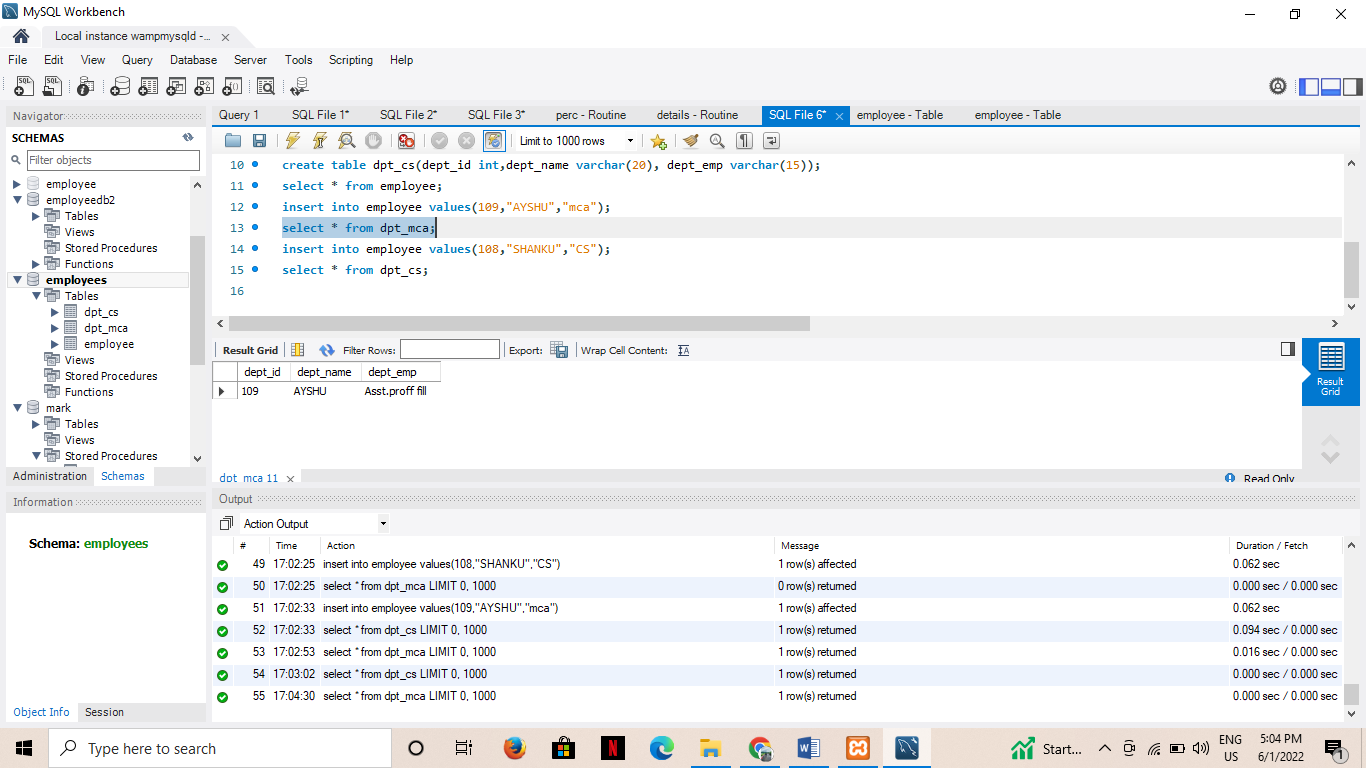 MySQL Workbench
Local instance wampmysqld -...
File Edit View Query Database Server Tools Scripting Help
Navigator
SCHEMAS
Filter objects
employee
employeedb2
Tables
Views
Stored Procedures
Functions
employees
Tables
dpt_cs
dpt_mca
employee
Views
Stored Procedures
Functions
mark
Tables
Views
Stored Procedures
Administration Schemas
Information
Schema: employees
Object Info Session
Query 1 SQL File 1* SQL File 2* SQL File 3* perc - Routine details - Routine SQL File 6* employee - Table employee - Table
Limit to 1000 rows
10 create table dpt_cs(dept_id int,dept_name varchar(20), dept_emp varchar(15));
11 select * from employee;
12 insert into employee values(109,"AYSHU","mca");
13 select * from dpt_mca;
14 insert into employee values(108,"SHANKU","CS");
15 select * from dpt_cs;
16
Result Grid Filter Rows: Export: Wrap Cell Content:
dept_id dept_name dept_emp
109 AYSHU Asst.proff fill
Result
Grid
dpt_mca 11 Read Only
Output
Action Output
# Time Action Message Duration / Fetch
49 17:02:25 insert into employee values(108,"SHANKU","CS") 1 row(s) affected 0.062 sec
50 17:02:25 select * from dpt_mca LIMIT 0, 1000 0 row(s) returned 0.000 sec / 0.000 sec
51 17:02:33 insert into employee values(109,"AYSHU","mca") 1 row(s) affected 0.062 sec
52 17:02:33 select * from dpt_cs LIMIT 0, 1000 1 row(s) returned 0.094 sec / 0.000 sec
53 17:02:53 select * from dpt_mca LIMIT 0, 1000 1 row(s) returned 0.016 sec / 0.000 sec
54 17:03:02 select * from dpt_cs LIMIT 0, 1000 1 row(s) returned 0.000 sec / 0.000 sec
55 17:04:30 select * from dpt_mca LIMIT 0, 1000 1 row(s) returned 0.000 sec / 0.000 sec
Type here to search
Start...
ENG
US
5:04 PM
6/1/2022
1